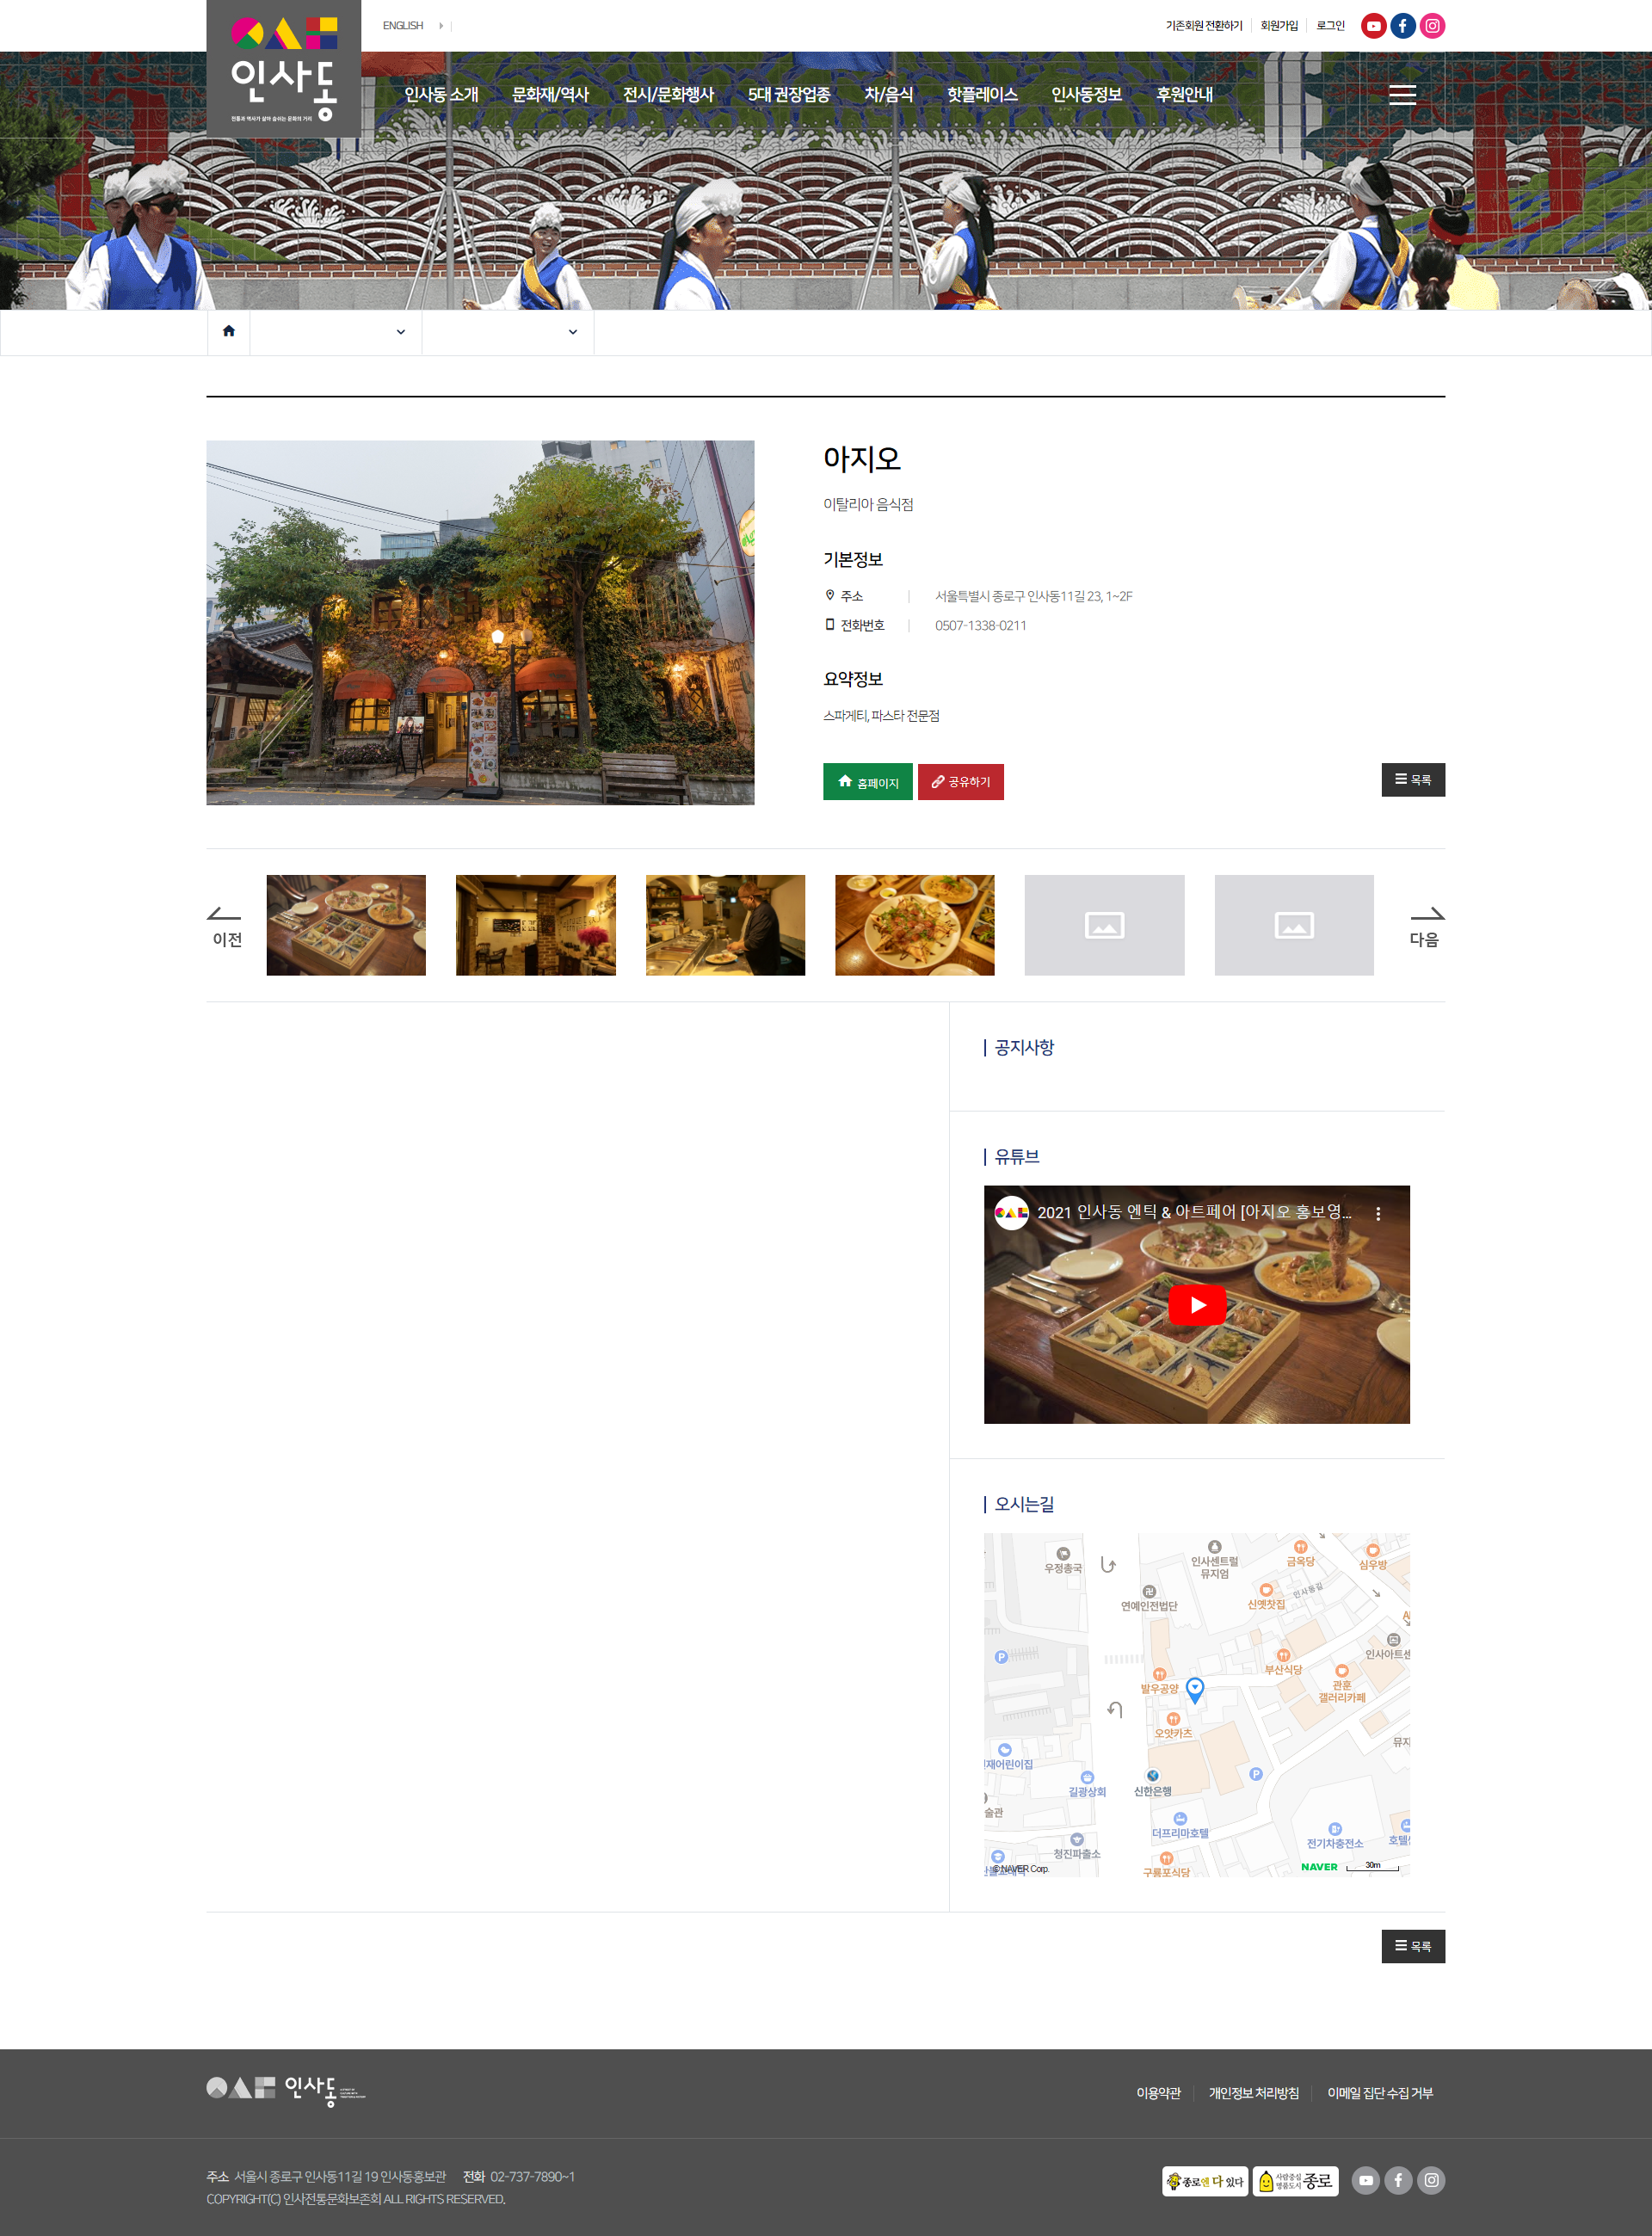 ENGLISH
기존회원 전환하기
회원가입
로그인
인사동
전통과 역사가 살아 숨쉬는 문화의 거리
인사동 소개
문화재/역사
전시/문화행사
5대 권장업종
차/음식
핫플레이스
인사동정보
후원안내
아지오
이탈리아 음식점
기본정보
주소 서울특별시 종로구 인사동11길 23, 1~2F
전화번호 0507-1338-0211
요약정보
스파게티, 파스타 전문점
홈페이지
공유하기
목록
이전
다음
공지사항
유튜브
2021 인사동 엔틱 & 아트페어 [아지오 홍보영...
오시는길
우정총국
인사센트럴
뮤지엄
금옥당
심우방
연예인전법단
신옛찻집
인사동길
인사아트센
부산식당
관훈
갤러리카페
발우공양
오얏카츠
뮤지
재어린이집
길광상회
신한은행
술관
더프리마호텔
전기차충전소
호텔
청진파출소
구룡포식당
© NAVER Corp.
NAVER
30m
목록
인사동
이용약관
개인정보 처리방침
이메일 집단 수집 거부
주소 서울시 종로구 인사동11길 19 인사동홍보관 전화 02-737-7890~1
COPYRIGHT(C) 인사전통문화보존회 ALL RIGHTS RESERVED.
종로엔 다 있다
사람중심
명품도시 종로